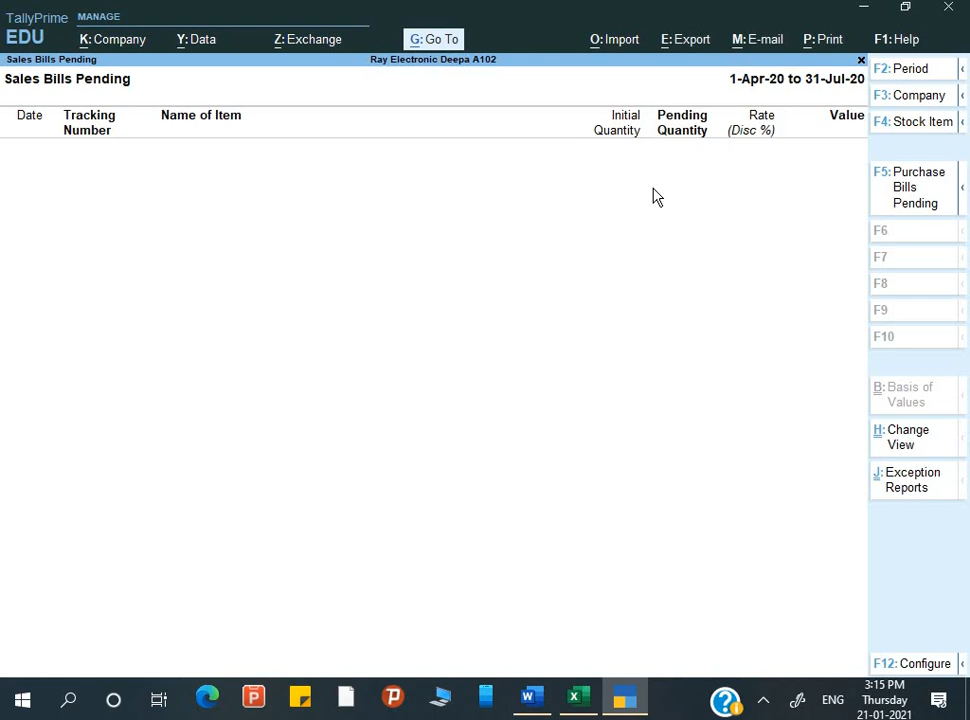 TallyPrime MANAGE
EDU K: Company Y: Data Z: Exchange G: Go To O: Import E: Export M: E-mail P: Print F1: Help
Sales Bills Pending Ray Electronic Deepa A102
Sales Bills Pending 1-Apr-20 to 31-Jul-20
Date Tracking Number Name of Item Initial Quantity Pending Quantity Rate (Disc %) Value
F2: Period
F3: Company
F4: Stock Item
F5: Purchase
Bills
Pending
F6
F7
F8
F9
F10
B: Basis of
Values
H: Change
View
J: Exception
Reports
F12: Configure
ENG
3:15 PM
Thursday
21-01-2021